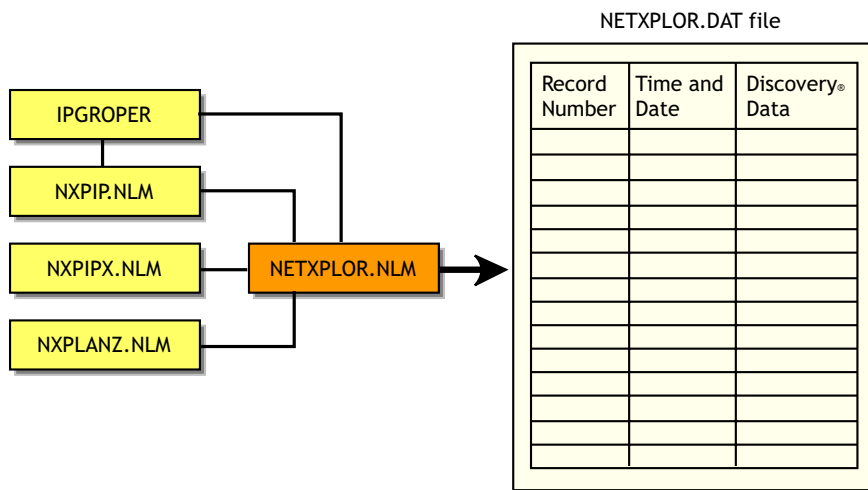 NETXPLOR.DAT file
Record Number
Time and Date
Discovery® Data
IPGROPER
NXPIP.NLM
NXPIPX.NLM
NETXPLOR.NLM
NXPLANZ.NLM